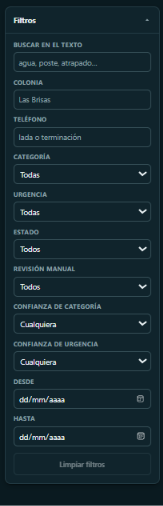 Filtros
BUSCAR EN EL TEXTO
agua, poste, atrapado...
COLONIA
Las Brisas
TELÉFONO
lada o terminación
CATEGORÍA
Todas
URGENCIA
Todas
ESTADO
Todos
REVISIÓN MANUAL
Todos
CONFIANZA DE CATEGORÍA
Cualquiera
CONFIANZA DE URGENCIA
Cualquiera
DESDE
dd/mm/aaaa
HASTA
dd/mm/aaaa
Limpiar filtros